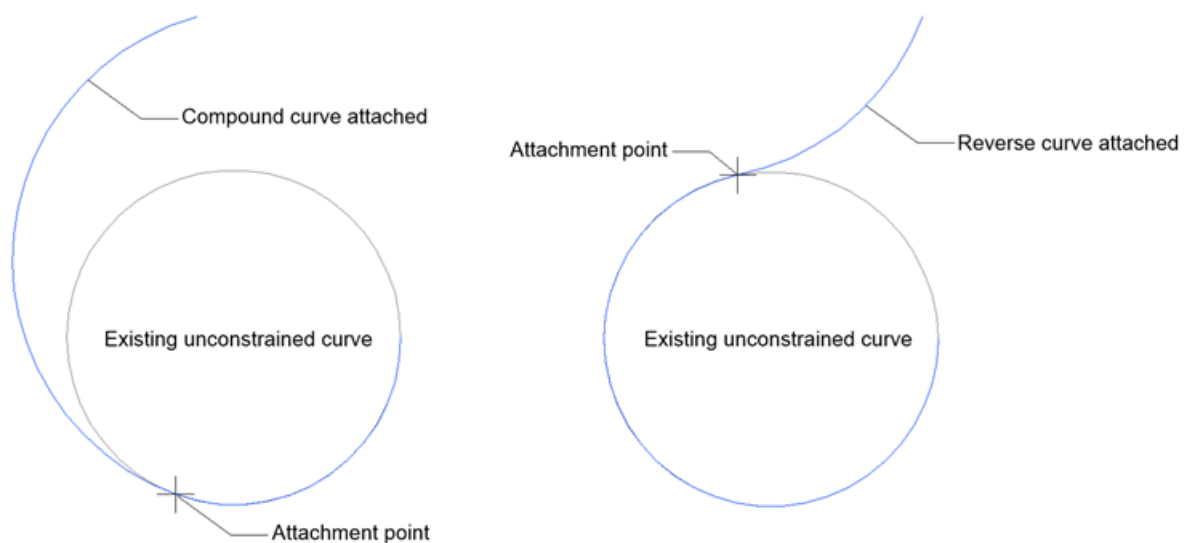 Compound curve attached
Existing unconstrained curve
Attachment point
Attachment point
Reverse curve attached
Existing unconstrained curve